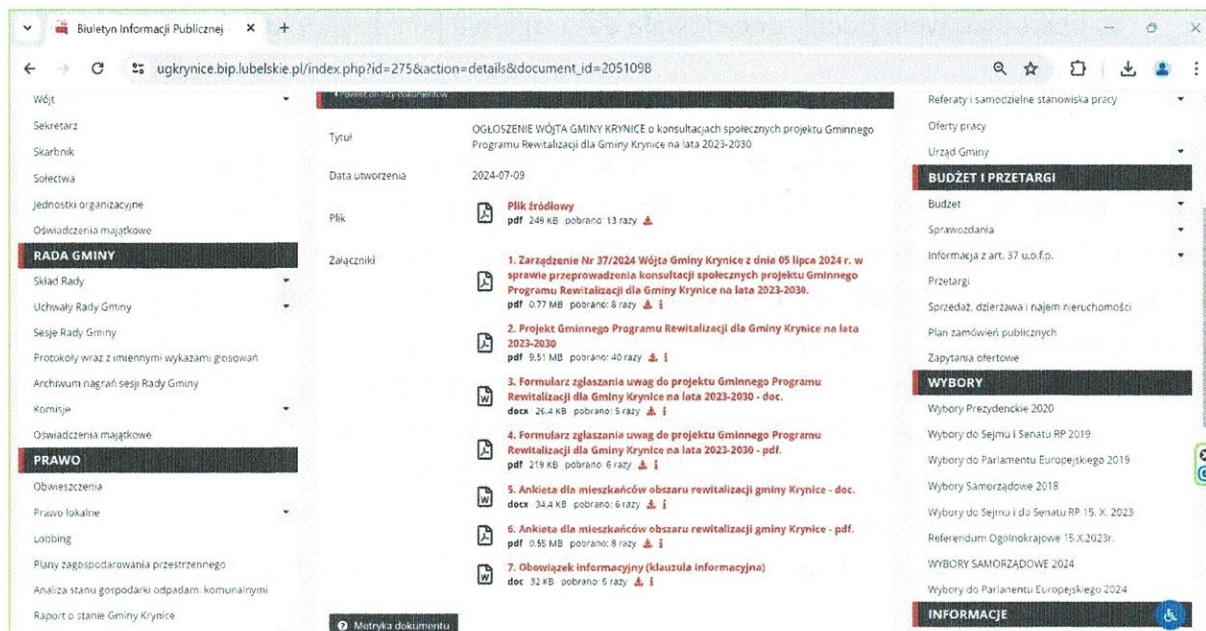 Biuletyn Informacji Publicznej
ugkrynice.bip.lubelskie.pl/index.php?id=275&action=details&document_id=2051098
Wójt
Sekretarz
Skarbnik
Sołectwa
Jednostki organizacyjne
Oświadczenia majątkowe
RADA GMINY
Skład Rady
Uchwały Rady Gminy
Sesje Rady Gminy
Protokoły wraz z imiennymi wykazami głosowań
Archiwum nagrań sesji Rady Gminy
Komisje
Oświadczenia majątkowe
PRAWO
Obwieszczenia
Prawo lokalne
Lobbing
Plany zagospodarowania przestrzennego
Analiza stanu gospodarki odpadam. komunalnymi
Raport o stanie Gminy Krynice
Powrót do listy dokumentów
Tytuł
OGŁOSZENIE WÓJTA GMINY KRYNICE o konsultacjach społecznych projektu Gminnego
Programu Rewitalizacji dla Gminy Krynice na lata 2023-2030
Data utworzenia
2024-07-09
Plik
Plik źródłowy
pdf 249 KB pobrano: 13 razy
Załączniki
1. Zarządzenie Nr 37/2024 Wójta Gminy Krynice z dnia 05 lipca 2024 r. w
sprawie przeprowadzenia konsultacji społecznych projektu Gminnego
Programu Rewitalizacji dla Gminy Krynice na lata 2023-2030.
pdf 0.77 MB pobrano: 8 razy
2. Projekt Gminnego Programu Rewitalizacji dla Gminy Krynice na lata
2023-2030
pdf 9.51 MB pobrano: 40 razy
3. Formularz zgłaszania uwag do projektu Gminnego Programu
Rewitalizacji dla Gminy Krynice na lata 2023-2030 - doc.
docx 26.4 KB pobrano: 5 razy
4. Formularz zgłaszania uwag do projektu Gminnego Programu
Rewitalizacji dla Gminy Krynice na lata 2023-2030 - pdf.
pdf 219 KB pobrano: 6 razy
5. Ankieta dla mieszkańców obszaru rewitalizacji gminy Krynice - doc.
docx 34.4 KB pobrano: 6 razy
6. Ankieta dla mieszkańców obszaru rewitalizacji gminy Krynice - pdf.
pdf 0.55 MB pobrano: 8 razy
7. Obowiązek informacyjny (klauzula informacyjna)
doc 32 KB pobrano: 5 razy
Metryka dokumentu
Referaty i samodzielne stanowiska pracy
Oferty pracy
Urząd Gminy
BUDŻET I PRZETARGI
Budżet
Sprawozdania
Informacja z art. 37 u.o.f.p.
Przetargi
Sprzedaż, dzierżawa i najem nieruchomości
Plan zamówień publicznych
Zapytania ofertowe
WYBORY
Wybory Prezydenckie 2020
Wybory do Sejmu i Senatu RP 2019
Wybory do Parlamentu Europejskiego 2019
Wybory Samorządowe 2018
Wybory do Sejmu i do Senatu RP 15. X. 2023
Referendum Ogólnokrajowe 15.X.2023r.
WYBORY SAMORZĄDOWE 2024
Wybory do Parlanentu Europejskiego 2024
INFORMACJE